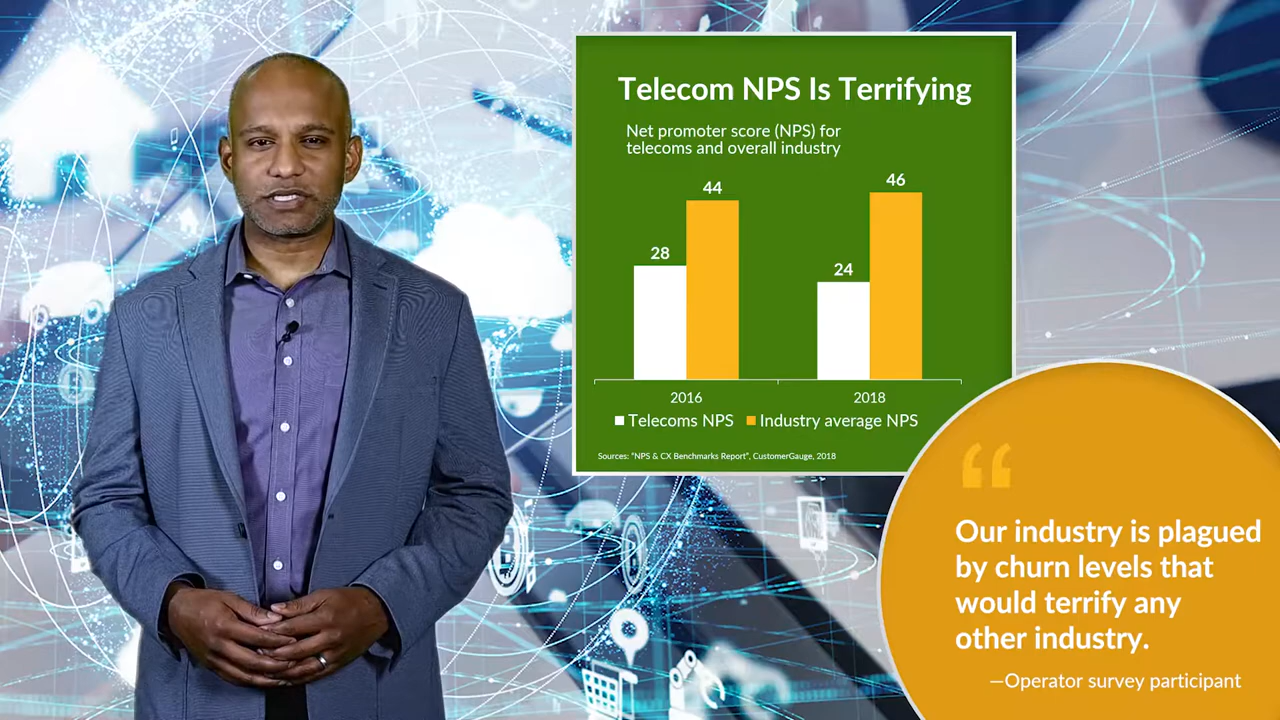 Telecom NPS Is Terrifying
Net promoter score (NPS) for
telecoms and overall industry
28
44
24
46
2016
2018
Telecoms NPS
Industry average NPS
Sources: "NPS & CX Benchmarks Report", CustomerGauge, 2018
“
Our industry is plagued
by churn levels that
would terrify any
other industry.
—Operator survey participant